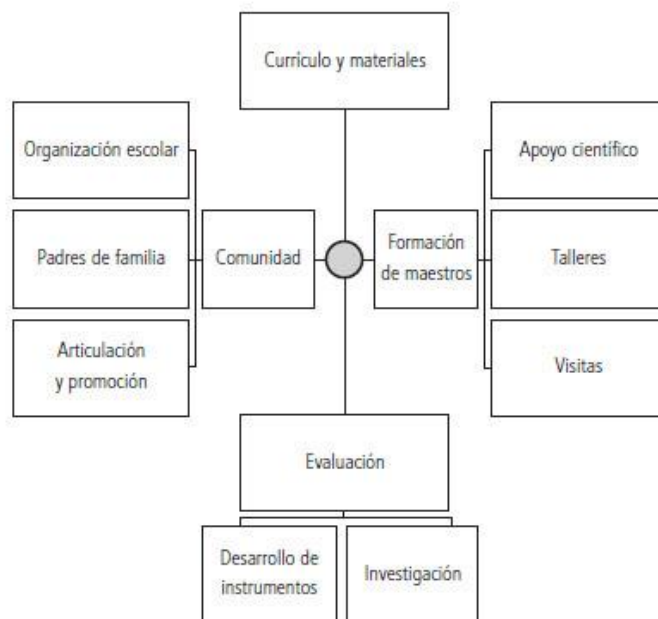 Currículo y materiales
Organización escolar
Apoyo científico
Padres de familia
Comunidad
Formación
de maestros
Talleres
Articulación
y promoción
Visitas
Evaluación
Desarrollo de
instrumentos
Investigación